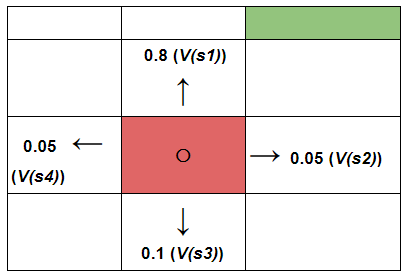 0.8 (V(s1))
↑
0.05 ←
(V(s4))
O
→ 0.05 (V(s2))
↓
0.1 (V(s3))